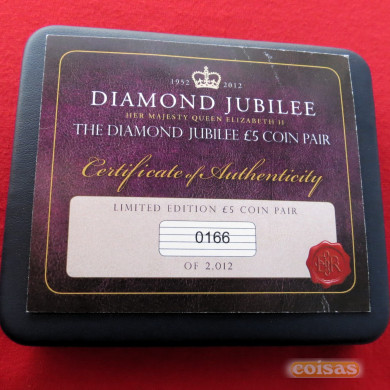 1952 2012
DIAMOND JUBILEE
HER MAJESTY QUEEN ELIZABETH II
THE DIAMOND JUBILEE £5 COIN PAIR
Certificate of Authenticity
LIMITED EDITION £5 COIN PAIR
0166
OF 2,012
coisas